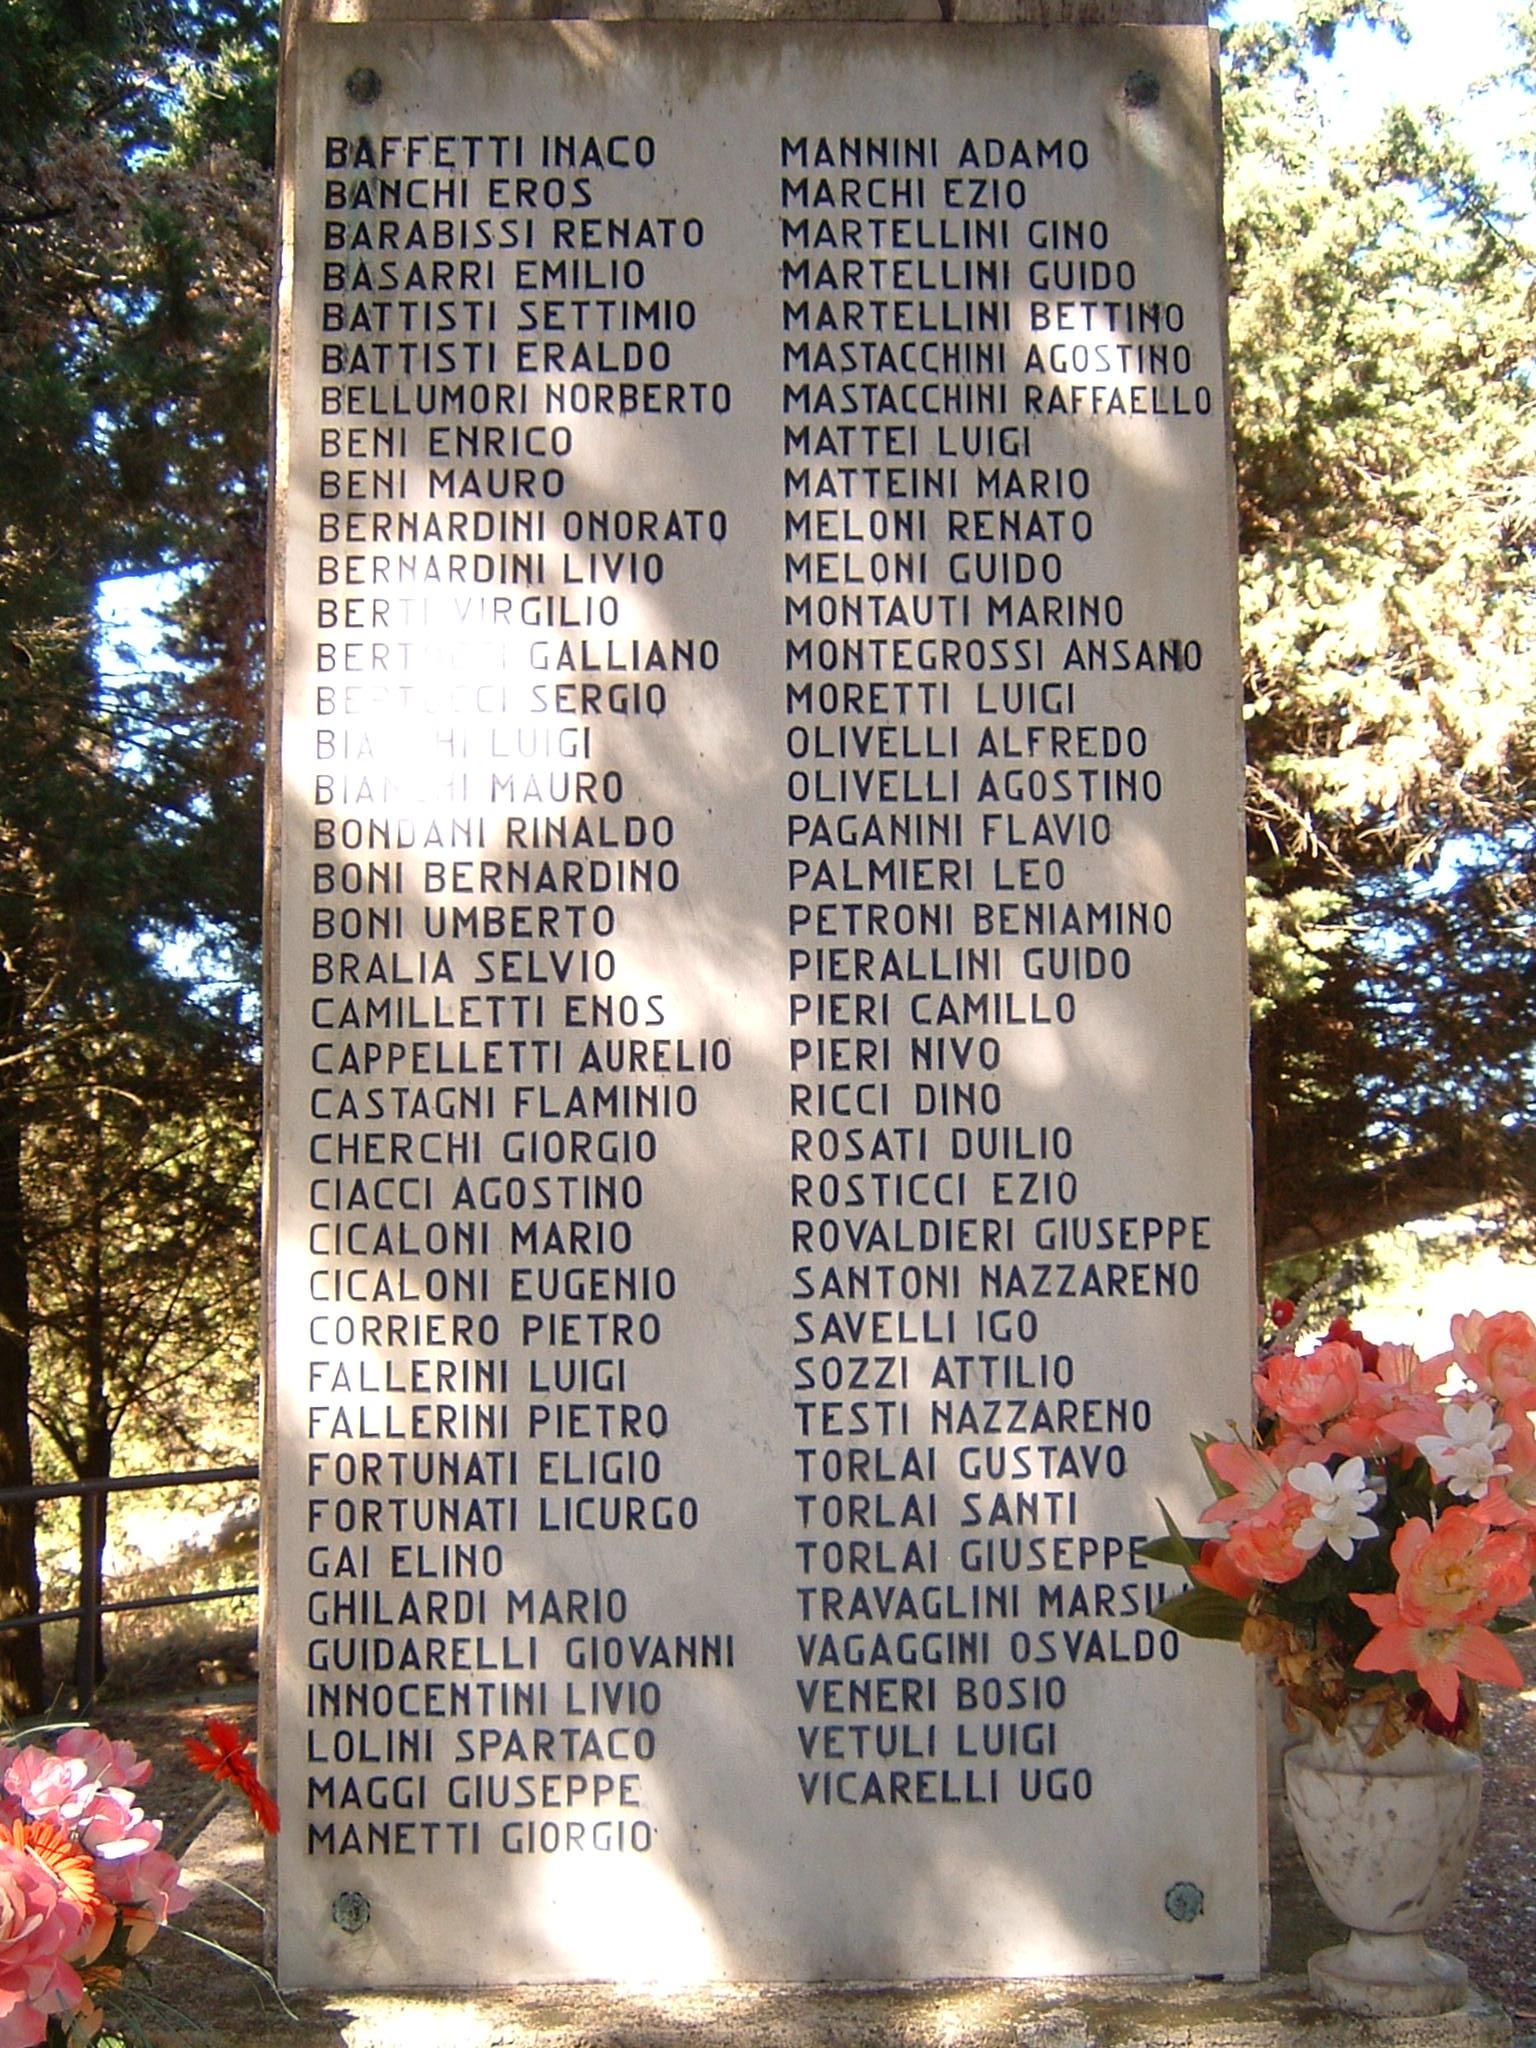 BAFFETTI INACO
BANCHI EROS
BARABISSI RENATO
BASARRI EMILIO
BATTISTI SETTIMIO
BATTISTI ERALDO
BELLUMORI NORBERTO
BENI ENRICO
BENI MAURO
BERNARDINI ONORATO
BERNARDINI LIVIO
BERTI VIRGILIO
GALLIANO
BERTOCCI SERGIO
BIANCHI LUIGI
BIANCHI MAURO
BONDANI RINALDO
BONI BERNARDINO
BONI UMBERTO
BRALIA SELVIO
CAMILLETTI ENOS
CAPPELLETTI AURELIO
CASTAGNI FLAMINIO
CHERCHI GIORGIO
CIACCI AGOSTINO
CICALONI MARIO
CICALONI EUGENIO
CORRIERO PIETRO
FALLERINI LUIGI
FALLERINI PIETRO
FORTUNATI ELIGIO
FORTUNATI LICURGO
GAI ELINO
GHILARDI MARIO
GUIDARELLI GIOVANNI
INNOCENTINI LIVIO
LOLINI SPARTACO
MAGGI GIUSEPPE
MANETTI GIORGIO
MANNINI ADAMO
MARCHI EZIO
MARTELLINI GINO
MARTELLINI GUIDO
MARTELLINI BETTINO
MASTACCHINI AGOSTINO
MASTACCHINI RAFFAELLO
MATTEI LUIGI
MATTEINI MARIO
MELONI RENATO
MELONI GUIDO
MONTAUTI MARINO
MONTEGROSSI ANSANO
MORETTI LUIGI
OLIVELLI ALFREDO
OLIVELLI AGOSTINO
PAGANINI FLAVIO
PALMIERI LEO
PETRONI BENIAMINO
PIERALLINI GUIDO
PIERI CAMILLO
PIERI NIVO
RICCI DINO
ROSATI DUILIO
ROSTICCI EZIO
ROVALDIERI GIUSEPPE
SANTONI NAZZARENO
SAVELLI IGO
SOZZI ATTILIO
TESTI NAZZARENO
TORLAI GUSTAVO
TORLAI SANTI
TORLAI GIUSEPPE
TRAVAGLINI
VAGAGGINI OSVALDO
VENERI BOSIO
VETULI LUIGI
VICARELLI UGO